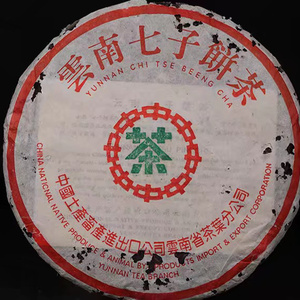 雲南七子餅茶
YUNNAN CHI TSE BEENG CHA
茶
中國土產畜產進出口公司雲南省茶葉分公司
CHINA NATIONAL NATIVE PRODUCE & ANIMAL BY-PRODUCTS IMPORT & EXPORT CORPORATION
YUNNAN TEA BRANCH